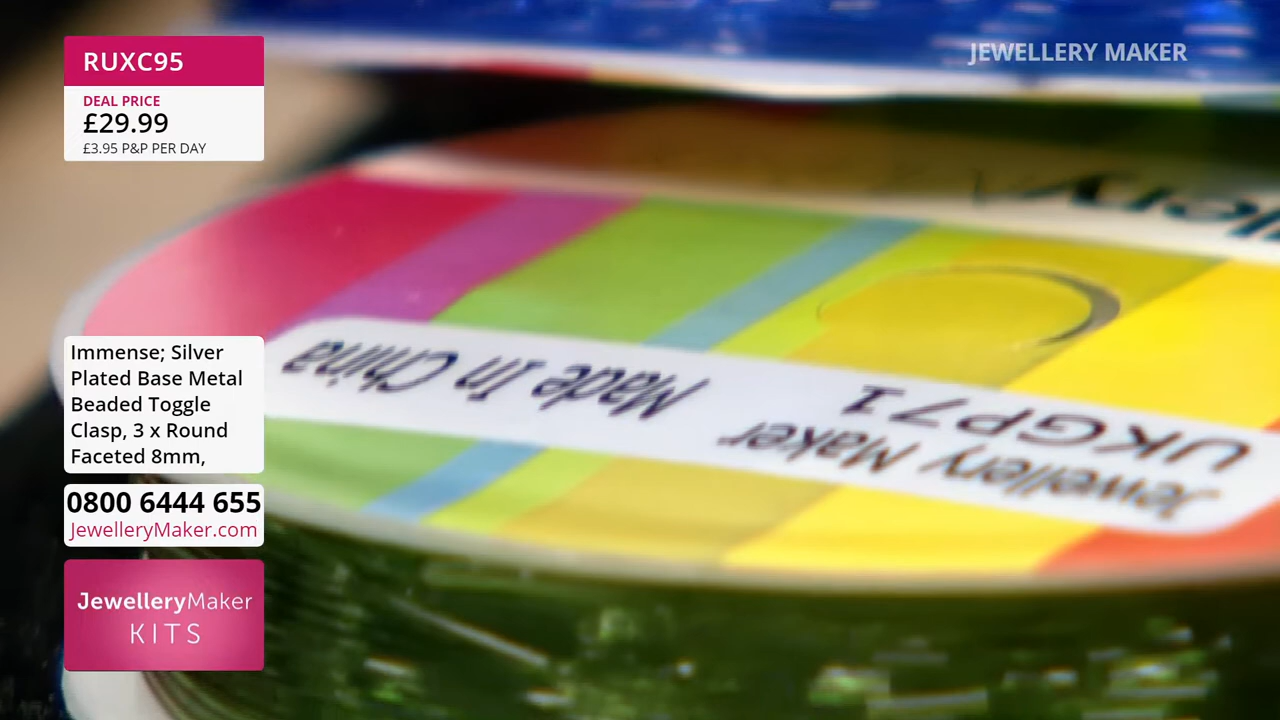 RUXC95
DEAL PRICE
£29.99
£3.95 P&P PER DAY
JEWELLERY MAKER
Immense; Silver
Plated Base Metal
Beaded Toggle
Clasp, 3 x Round
Faceted 8mm,
0800 6444 655
JewelleryMaker.com
JewelleryMaker
KITS
UKGP71
Jewellery Maker
Made In China